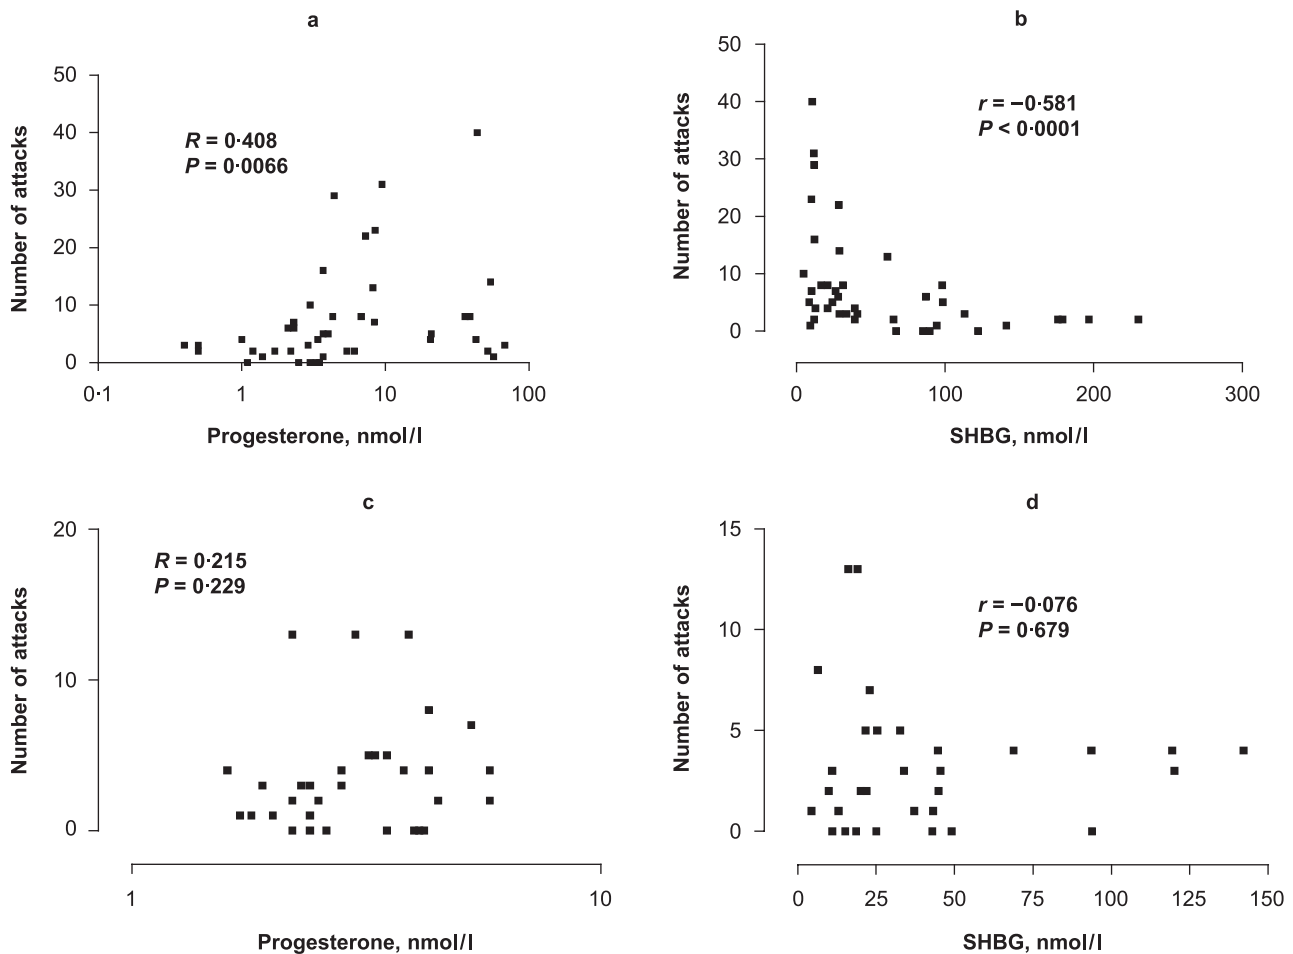 a
50
40
30
20
10
0
Number of attacks
R = 0·408
P = 0·0066
0·1 1 10 100
Progesterone, nmol/l
b
50
40
30
20
10
0
Number of attacks
r = −0·581
P < 0·0001
0 100 200 300
SHBG, nmol/l
c
20
10
0
Number of attacks
R = 0·215
P = 0·229
1 10
Progesterone, nmol/l
d
15
10
5
0
Number of attacks
r = −0·076
P = 0·679
0 25 50 75 100 125 150
SHBG, nmol/l